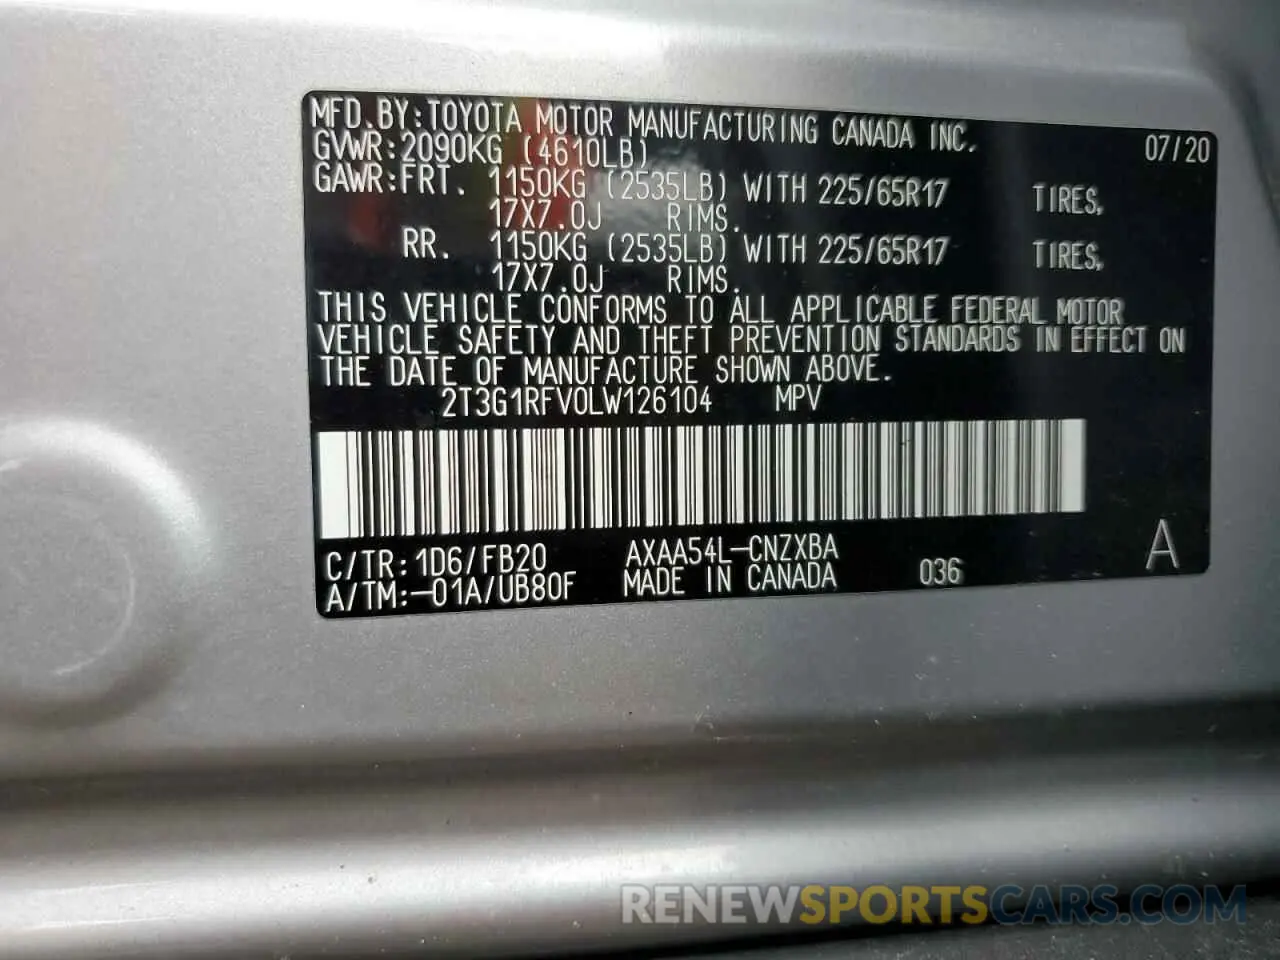 MFD.BY:TOYOTA MOTOR MANUFACTURING CANADA INC. 07/20
GVWR:2090KG (4610LB)
GAWR:FRT. 1150KG (2535LB) WITH 225/65R17 TIRES,
17X7.0J RIMS.
RR. 1150KG (2535LB) WITH 225/65R17 TIRES,
17X7.0J RIMS.
THIS VEHICLE CONFORMS TO ALL APPLICABLE FEDERAL MOTOR
VEHICLE SAFETY AND THEFT PREVENTION STANDARDS IN EFFECT ON
THE DATE OF MANUFACTURE SHOWN ABOVE.
2T3G1RFV0LW126104 MPV
C/TR:1D6/FB20 AXAA54L-CNZXBA
A/TM:-01A/UB80F MADE IN CANADA 036 A
RENEWSPORTSCARS.COM